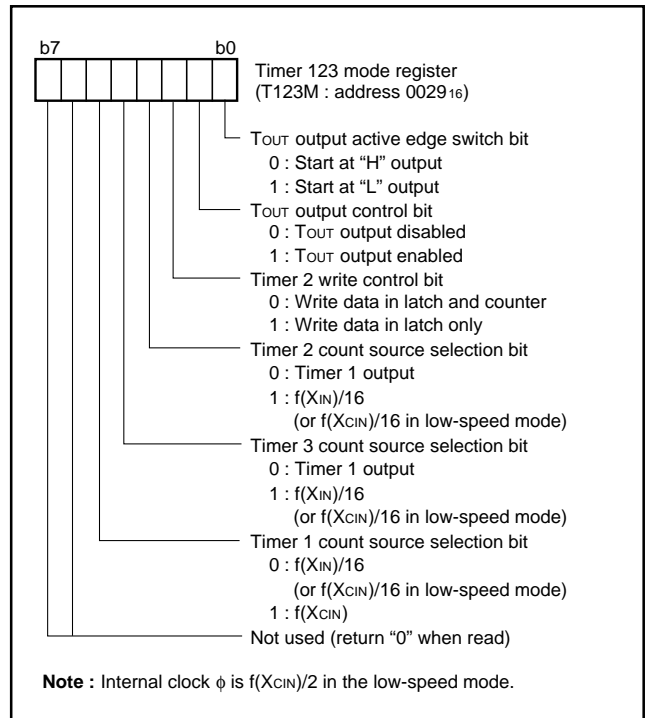 b7 b0
Timer 123 mode register
(T123M : address 002916)
TOUT output active edge switch bit
0 : Start at “H” output
1 : Start at “L” output
TOUT output control bit
0 : TOUT output disabled
1 : TOUT output enabled
Timer 2 write control bit
0 : Write data in latch and counter
1 : Write data in latch only
Timer 2 count source selection bit
0 : Timer 1 output
1 : f(XIN)/16
(or f(XCIN)/16 in low-speed mode)
Timer 3 count source selection bit
0 : Timer 1 output
1 : f(XIN)/16
(or f(XCIN)/16 in low-speed mode)
Timer 1 count source selection bit
0 : f(XIN)/16
(or f(XCIN)/16 in low-speed mode)
1 : f(XCIN)
Not used (return “0” when read)
Note : Internal clock ϕ is f(XCIN)/2 in the low-speed mode.